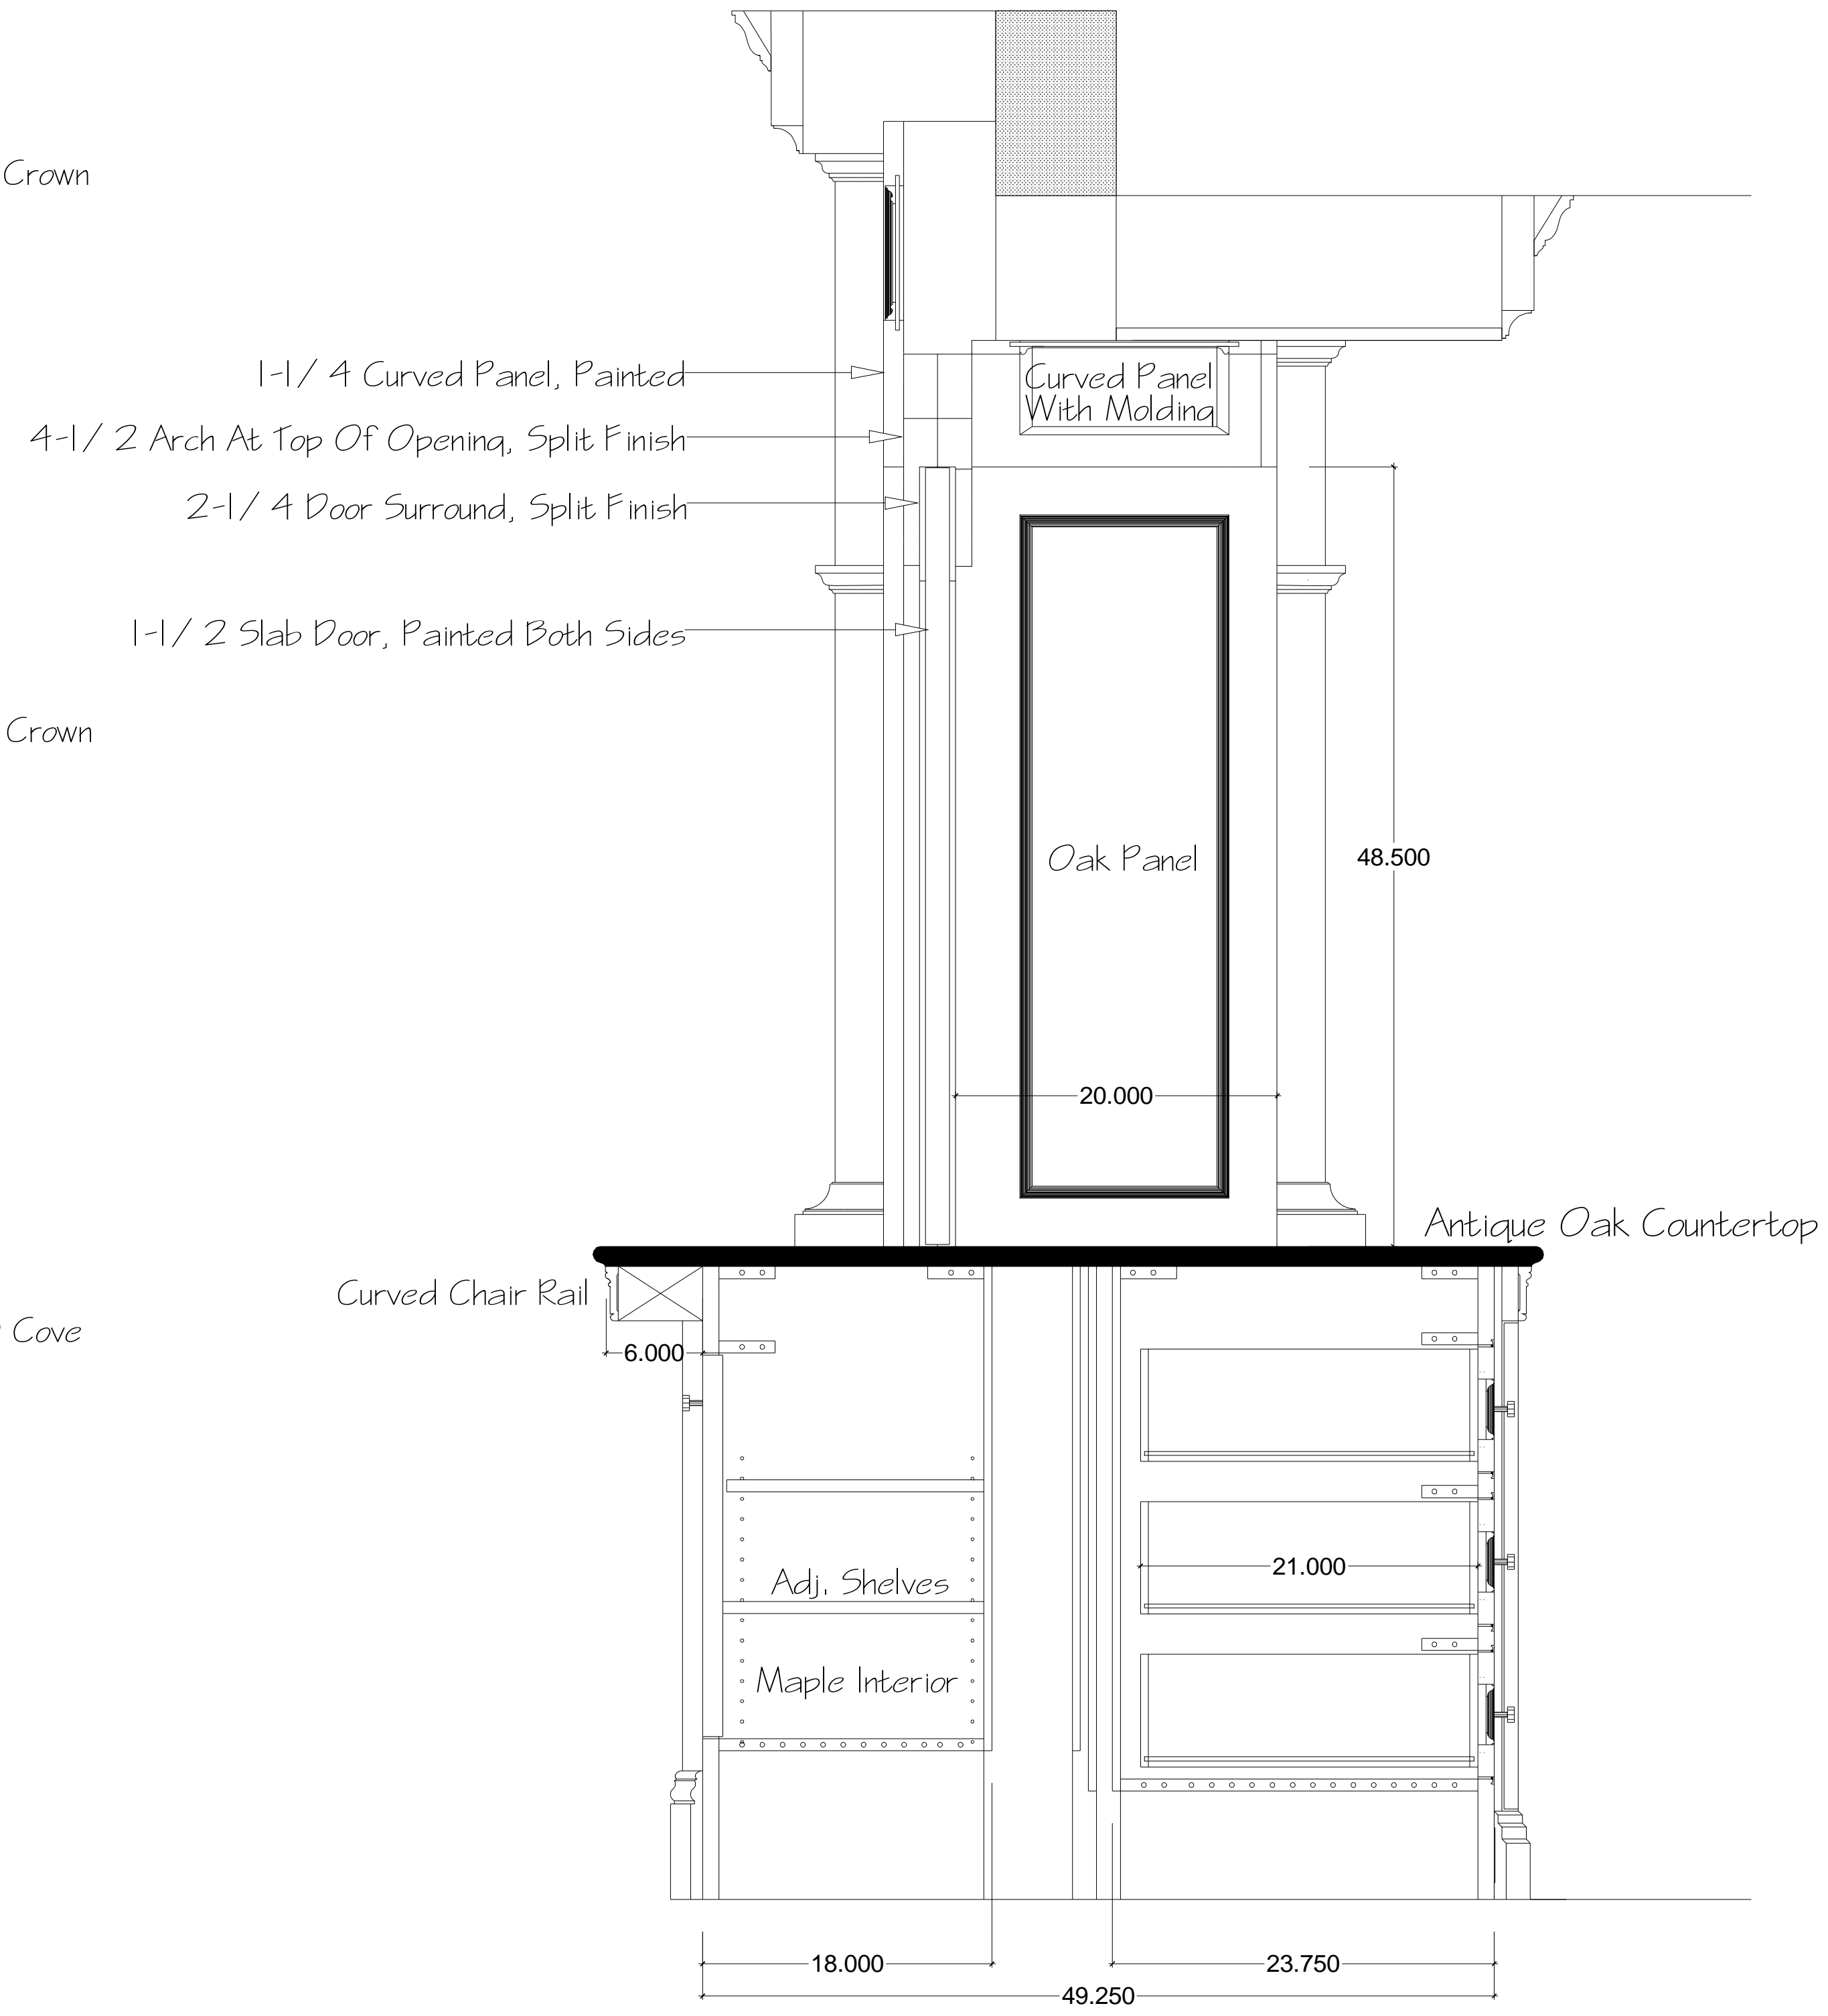 Crown
1-1/4 Curved Panel, Painted
Curved Panel
With Molding
4-1/2 Arch At Top Of Opening, Split Finish
2-1/4 Door Surround, Split Finish
1-1/2 Slab Door, Painted Both Sides
Crown
Oak Panel
48.500
20.000
Antique Oak Countertop
Curved Chair Rail
Cove
6.000
21.000
Adj. Shelves
Maple Interior
18.000
23.750
49.250